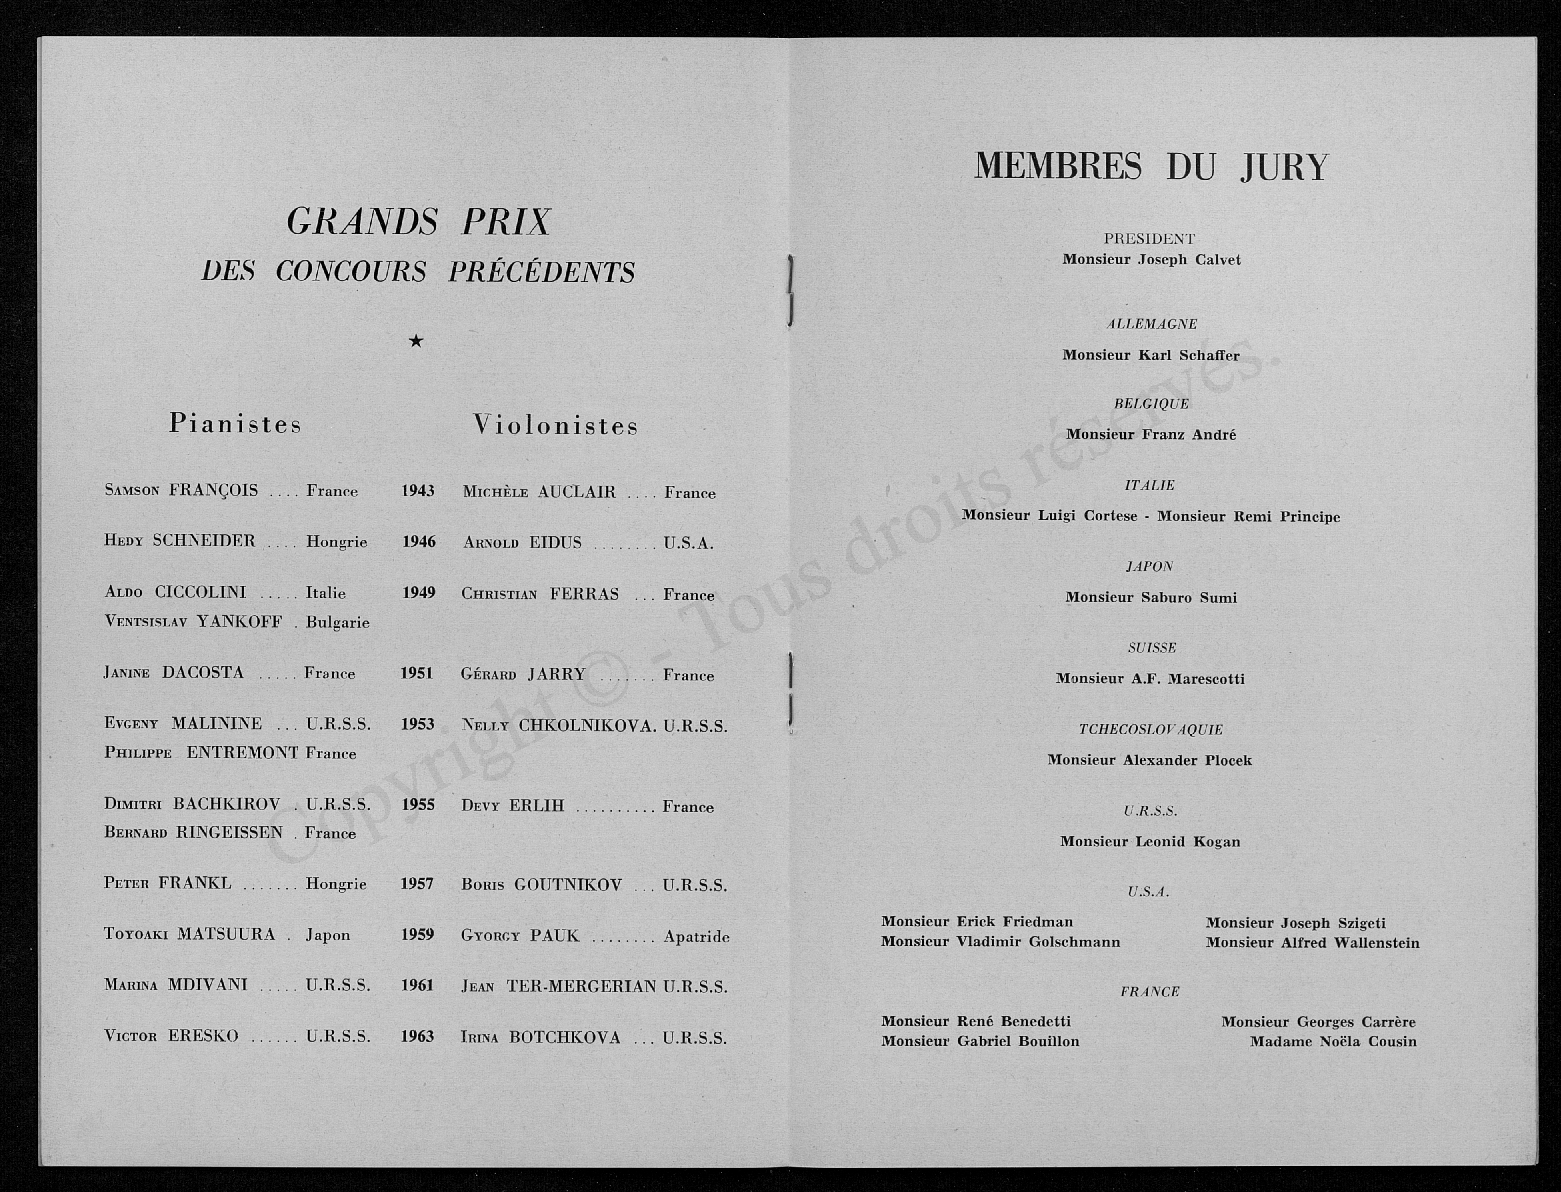 GRANDS PRIX
DES CONCOURS PRÉCÉDENTS
★
Pianistes Violonistes
SAMSON FRANÇOIS .... France 1943 MICHÈLE AUCLAIR .... France
HEDY SCHNEIDER .... Hongrie 1946 ARNOLD EIDUS ........ U.S.A.
ALDO CICCOLINI ..... Italie 1949 CHRISTIAN FERRAS ... France
VENTSISLAV YANKOFF . Bulgarie
JANINE DACOSTA ..... France 1951 GÉRARD JARRY ....... France
EVGENY MALININE ... U.R.S.S. 1953 NELLY CHKOLNIKOVA. U.R.S.S.
PHILIPPE ENTREMONT France
DIMITRI BACHKIROV . U.R.S.S. 1955 DEVY ERLIH .......... France
BERNARD RINGEISSEN . France
PETER FRANKL ....... Hongrie 1957 BORIS GOUTNIKOV ... U.R.S.S.
TOYOAKI MATSUURA . Japon 1959 GYORGY PAUK ........ Apatride
MARINA MDIVANI ..... U.R.S.S. 1961 JEAN TER-MERGERIAN U.R.S.S.
VICTOR ERESKO ...... U.R.S.S. 1963 IRINA BOTCHKOVA ... U.R.S.S.
MEMBRES DU JURY
PRESIDENT
Monsieur Joseph Calvet
ALLEMAGNE
Monsieur Karl Schaffer
BELGIQUE
Monsieur Franz André
ITALIE
Monsieur Luigi Cortese - Monsieur Remi Principe
JAPON
Monsieur Saburo Sumi
SUISSE
Monsieur A.F. Marescotti
TCHECOSLOVAQUIE
Monsieur Alexander Plocek
U.R.S.S.
Monsieur Leonid Kogan
U.S.A.
Monsieur Erick Friedman Monsieur Joseph Szigeti
Monsieur Vladimir Golschmann Monsieur Alfred Wallenstein
FRANCE
Monsieur René Benedetti Monsieur Georges Carrère
Monsieur Gabriel Bouillon Madame Noëla Cousin
Copyright © - Tous droits réservés.